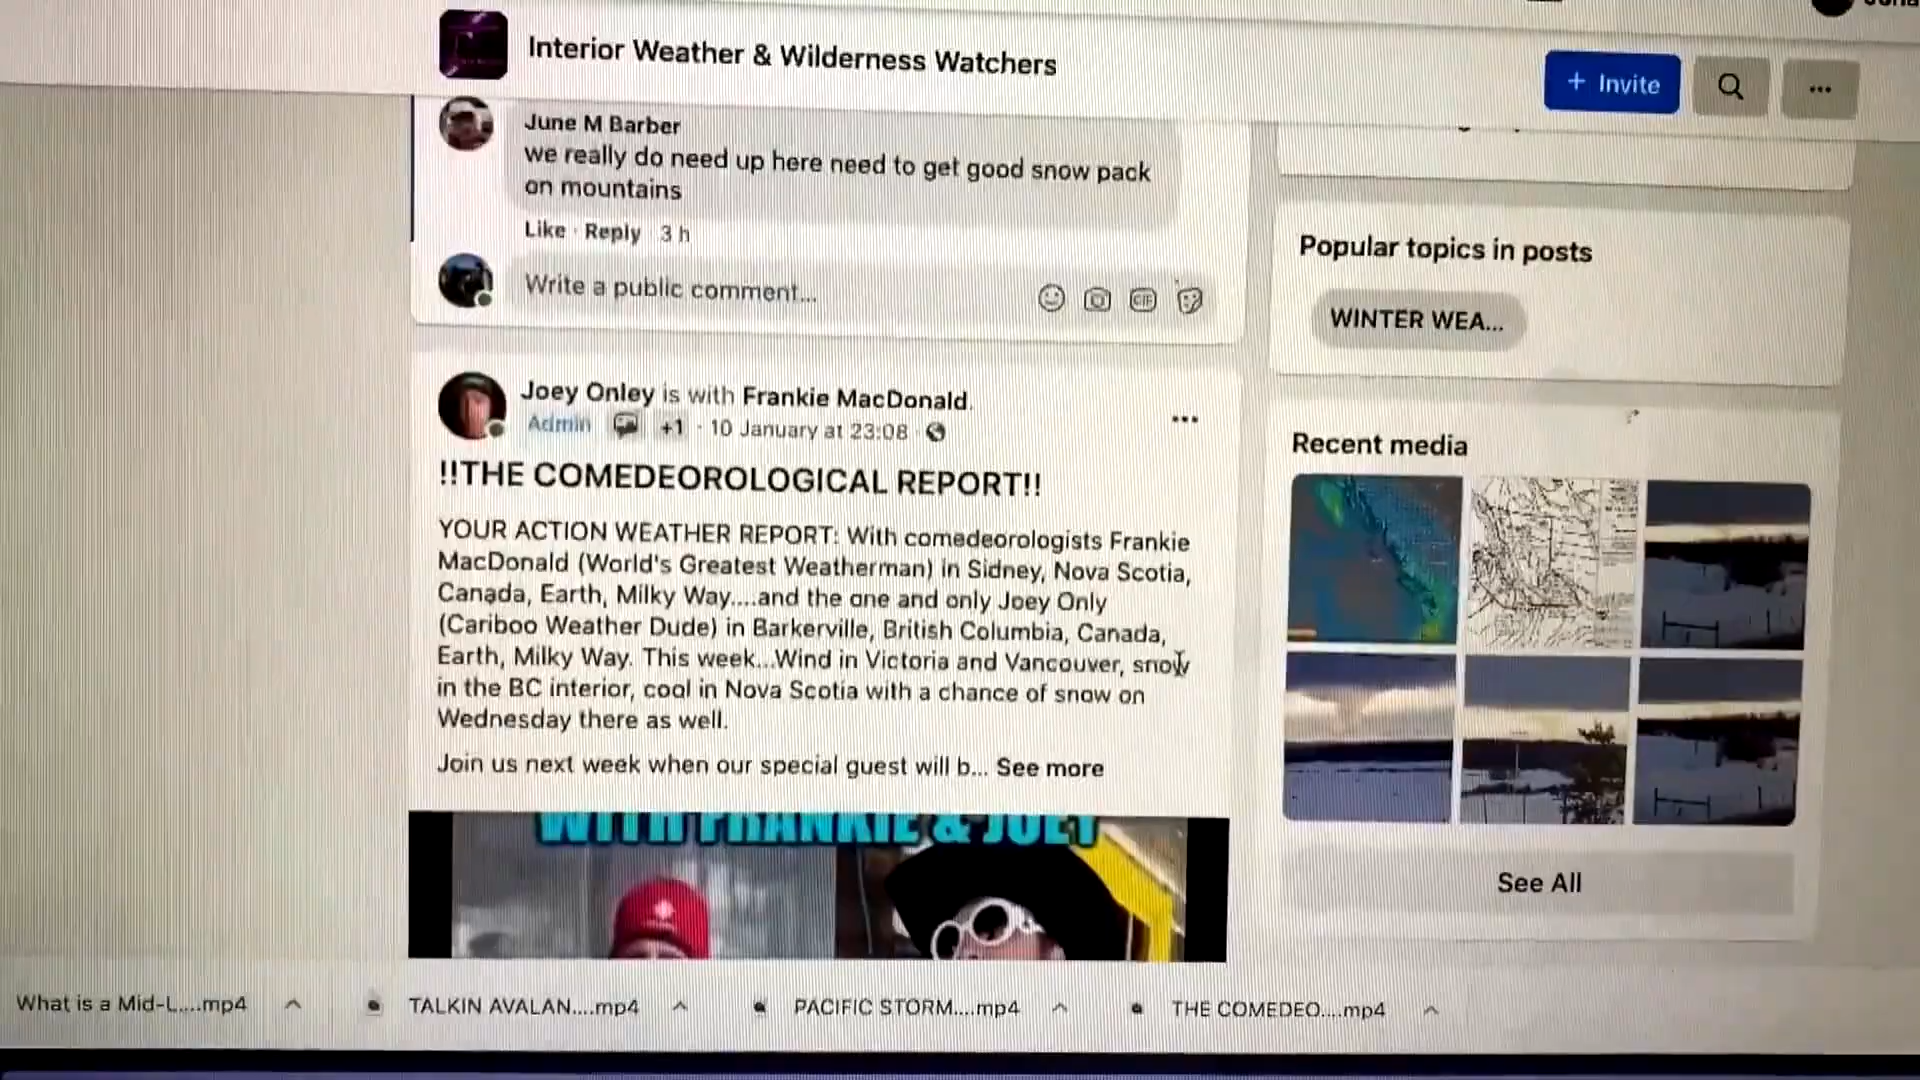 Interior Weather & Wilderness Watchers
+ Invite
June M Barber
we really do need up here need to get good snow pack
on mountains
Like · Reply · 3 h
Write a public comment...
GIF
Popular topics in posts
WINTER WEA...
Joey Onley is with Frankie MacDonald.
Admin +1 · 10 January at 23:08 ·
!!THE COMEDEOROLOGICAL REPORT!!
YOUR ACTION WEATHER REPORT: With comedeorologists Frankie
MacDonald (World's Greatest Weatherman) in Sidney, Nova Scotia,
Canada, Earth, Milky Way....and the one and only Joey Only
(Cariboo Weather Dude) in Barkerville, British Columbia, Canada,
Earth, Milky Way. This week...Wind in Victoria and Vancouver, snow
in the BC interior, cool in Nova Scotia with a chance of snow on
Wednesday there as well.
Join us next week when our special guest will b... See more
Recent media
See All
WITH FRANKIE & JOEY
What is a Mid-L....mp4
TALKIN AVALAN....mp4
PACIFIC STORM....mp4
THE COMEDEO....mp4